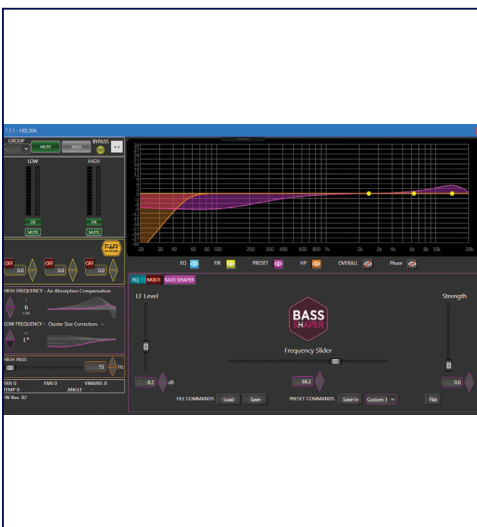 1.1.1 - HDL30A
GROUP
MUTE
SOLO
BYPASS
<<
LOW
HIGH
OK
OK
MUTE
MUTE
FiR
OFF
OFF
OFF
0.0
0.0
0.0
HIGH FREQUENCY - Air Absorption Compensation
6
LOW FREQUENCY - Cluster Size Correction: --
L*
HIGH PASS
55 Hz
FAN 0
FAN 0
VMAINS 0
TEMP 0
ANGLE --
FW Rev. 82
20 30 40 60 80 100 200 300 400 600 800 1k 2k 3k 4k 6k 8k 10k 20k
EQ
FIR
PRESET
HP
OVERALL
Phase
EQ
MULTI
BASS SHAPER
LF Level
BASS
SHAPER
Strength
Frequency Slider
-0.2 dB
60.3
0.0
FILE COMMANDS
Load
Save
PRESET COMMANDS
Save In
Custom 1
Flat